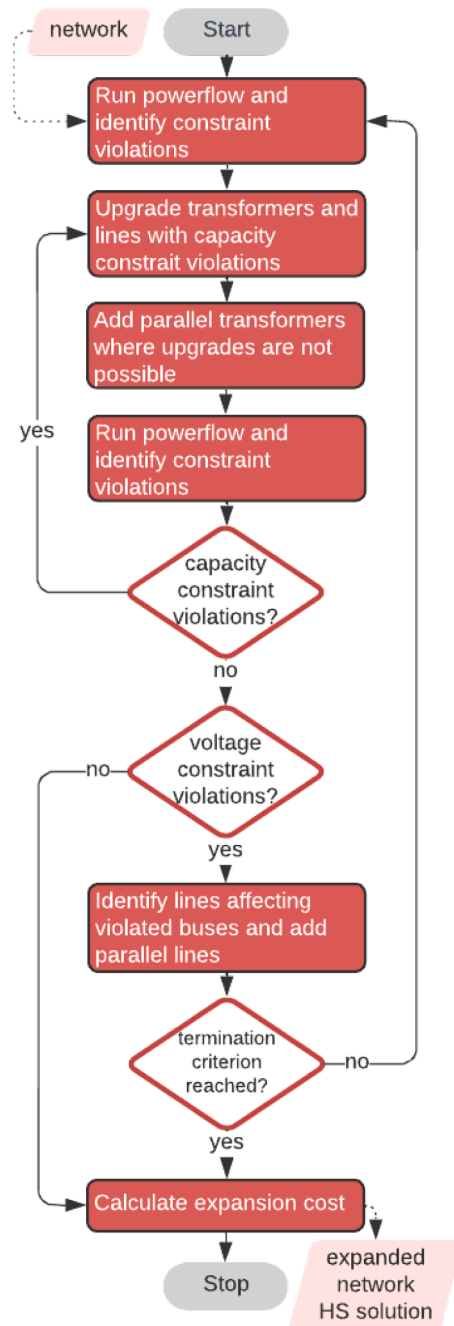 network
Start
Run powerflow and
identify constraint
violations
Upgrade transformers and
lines with capacity
constrait violations
Add parallel transformers
where upgrades are not
possible
yes
Run powerflow and
identify constraint
violations
capacity
constraint
violations?
no
voltage
constraint
violations?
no
yes
Identify lines affecting
violated buses and add
parallel lines
termination
criterion
reached?
no
yes
Calculate expansion cost
Stop
expanded
network
HS solution